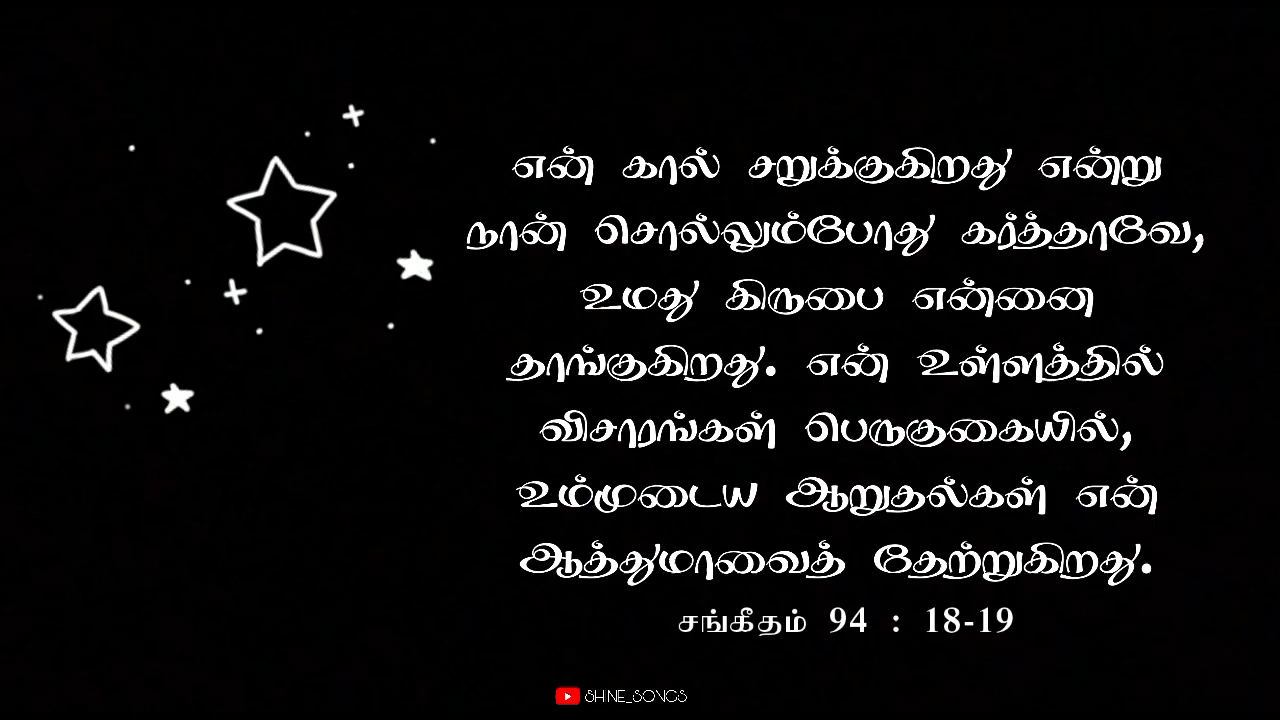 என் கால் சறுக்குகிறது என்று
நான் சொல்லும்போது கர்த்தாவே,
உமது கிருபை என்னை
தாங்குகிறது. என் உள்ளத்தில்
விசாரங்கள் பெருகுகையில்,
உம்முடைய ஆறுதல்கள் என்
ஆத்துமாவைத் தேற்றுகிறது.
சங்கீதம் 94 : 18-19
SHINE_SONGS